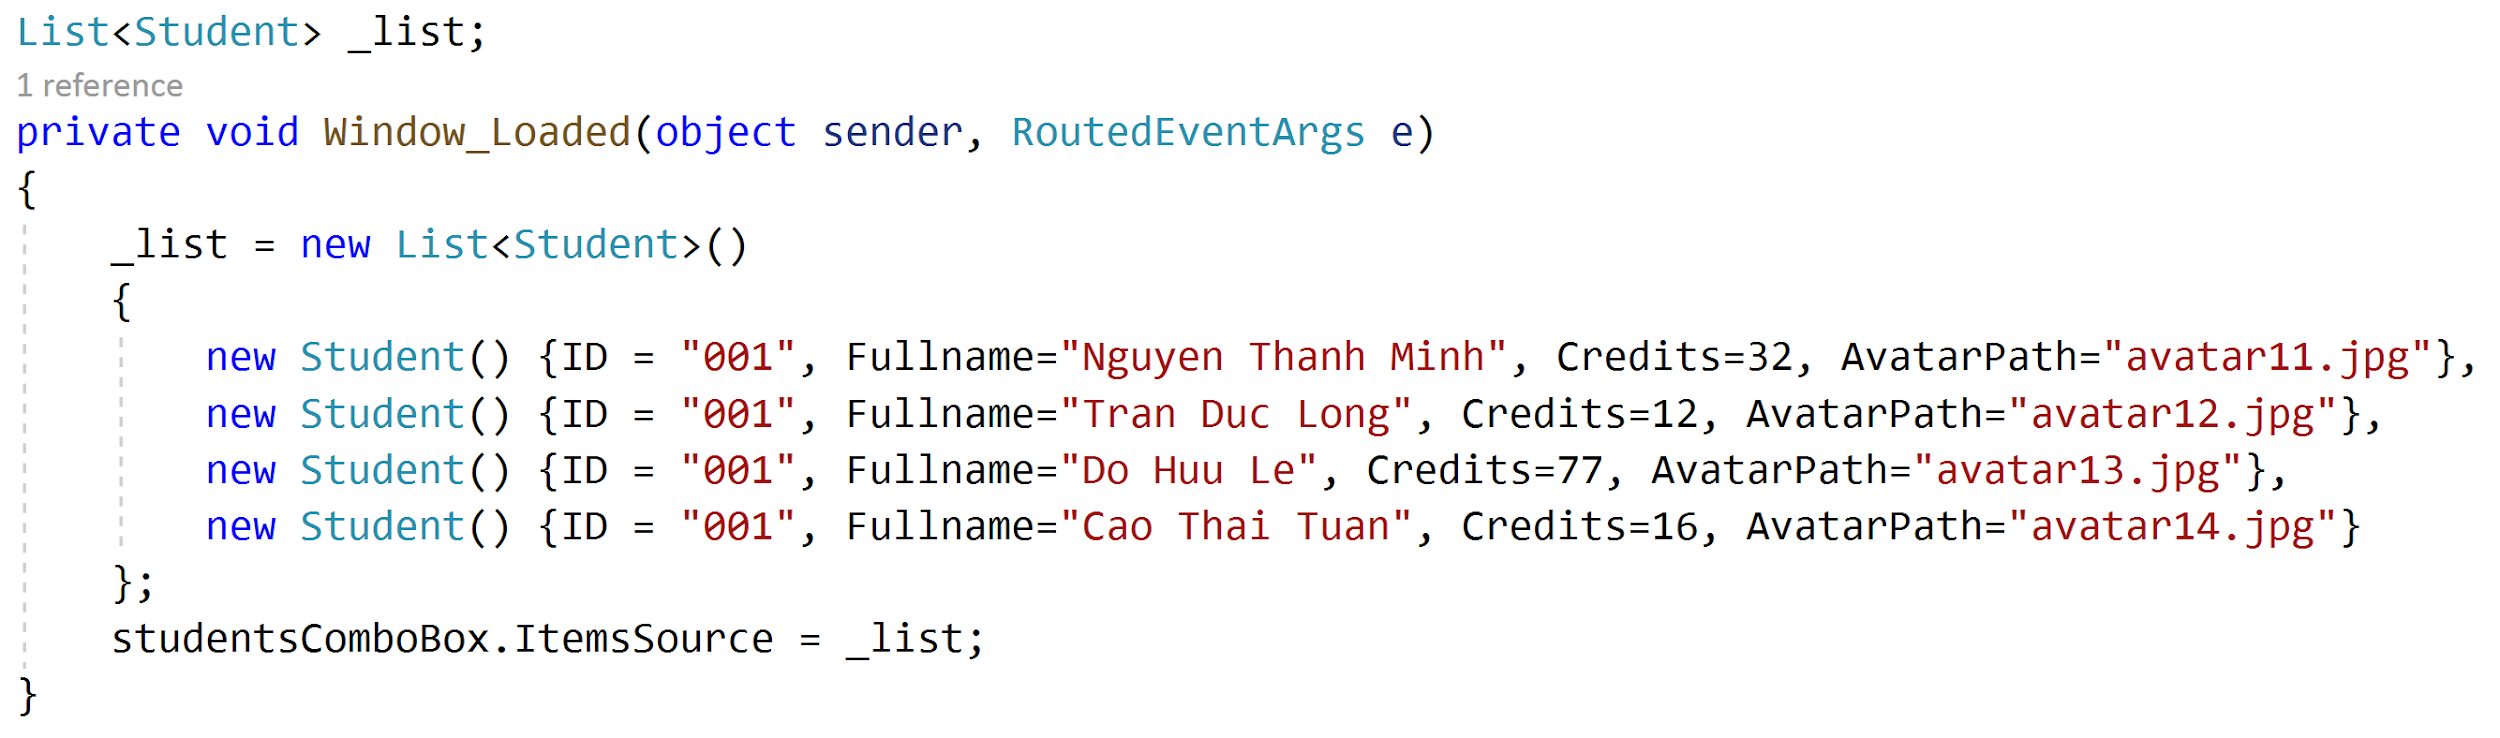 List<Student> _list;
1 reference
private void Window_Loaded(object sender, RoutedEventArgs e)
{
    _list = new List<Student>()
    {
        new Student() {ID = "001", Fullname="Nguyen Thanh Minh", Credits=32, AvatarPath="avatar11.jpg"},
        new Student() {ID = "001", Fullname="Tran Duc Long", Credits=12, AvatarPath="avatar12.jpg"},
        new Student() {ID = "001", Fullname="Do Huu Le", Credits=77, AvatarPath="avatar13.jpg"},
        new Student() {ID = "001", Fullname="Cao Thai Tuan", Credits=16, AvatarPath="avatar14.jpg"}
    };
    studentsComboBox.ItemsSource = _list;
}